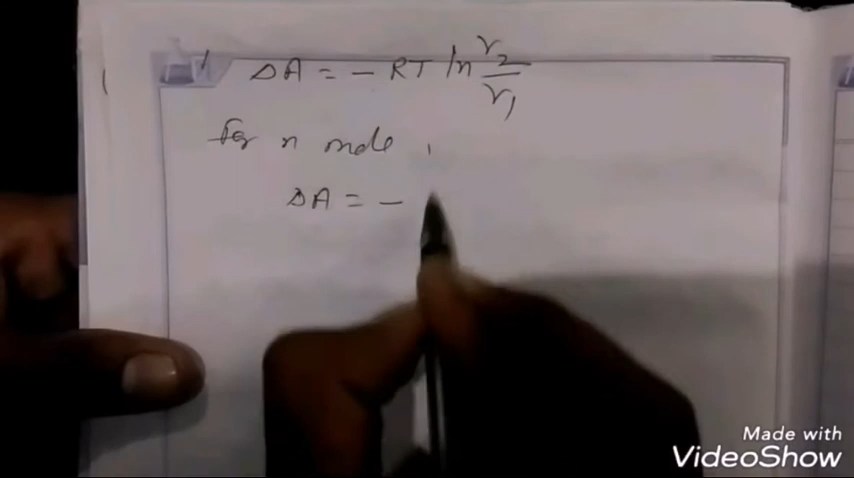 ΔA = - RT ln V2/V1
For n mole,
ΔA = -
Made with
VideoShow